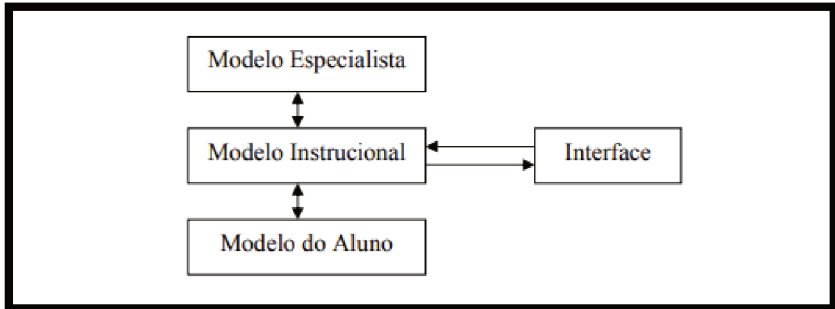 Modelo Especialista
Modelo Instrucional
Interface
Modelo do Aluno